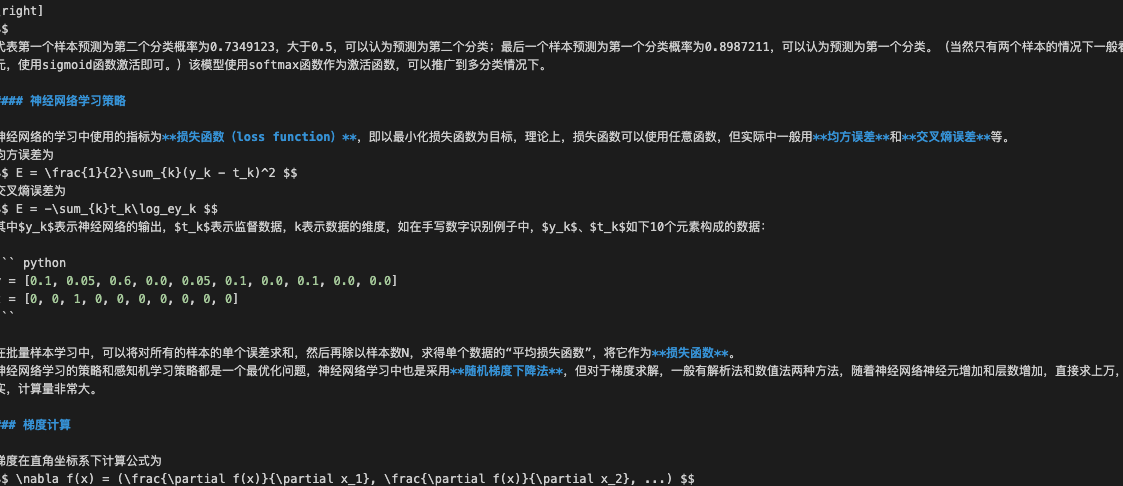 right]
$
代表第一个样本预测为第二个分类概率为0.7349123，大于0.5，可以认为预测为第二个分类；最后一个样本预测为第一个分类概率为0.8987211，可以认为预测为第一个分类。（当然只有两个样本的情况下一般
元，使用sigmoid函数激活即可。）该模型使用softmax函数作为激活函数，可以推广到多分类情况下。
#### 神经网络学习策略
神经网络的学习中使用的指标为**损失函数（loss function）**，即以最小化损失函数为目标，理论上，损失函数可以使用任意函数，但实际中一般用**均方误差**和**交叉熵误差**等。
均方误差为
$ E = \frac{1}{2}\sum_{k}(y_k - t_k)^2 $$
交叉熵误差为
$ E = -\sum_{k}t_k\log_ey_k $$
其中$y_k$表示神经网络的输出，$t_k$表示监督数据，k表示数据的维度，如在手写数字识别例子中，$y_k$、$t_k$如下10个元素构成的数据：
`` python
= [0.1, 0.05, 0.6, 0.0, 0.05, 0.1, 0.0, 0.1, 0.0, 0.0]
= [0, 0, 1, 0, 0, 0, 0, 0, 0, 0]
``
在批量样本学习中，可以将对所有的样本的单个误差求和，然后再除以样本数N，求得单个数据的“平均损失函数”，将它作为**损失函数**。
神经网络学习的策略和感知机学习策略都是一个最优化问题，神经网络学习中也是采用**随机梯度下降法**，但对于梯度求解，一般有解析法和数值法两种方法，随着神经网络神经元增加和层数增加，直接求上万，
实，计算量非常大。
### 梯度计算
梯度在直角坐标系下计算公式为
$ \nabla f(x) = (\frac{\partial f(x)}{\partial x_1}, \frac{\partial f(x)}{\partial x_2}, ...) $$